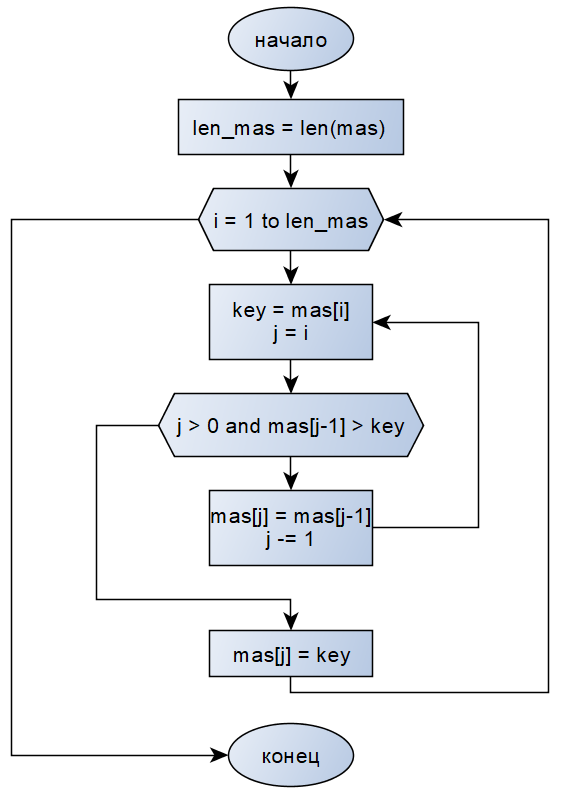 начало
len_mas = len(mas)
i = 1 to len_mas
key = mas[i]
j = i
j > 0 and mas[j-1] > key
mas[j] = mas[j-1]
j -= 1
mas[j] = key
конец